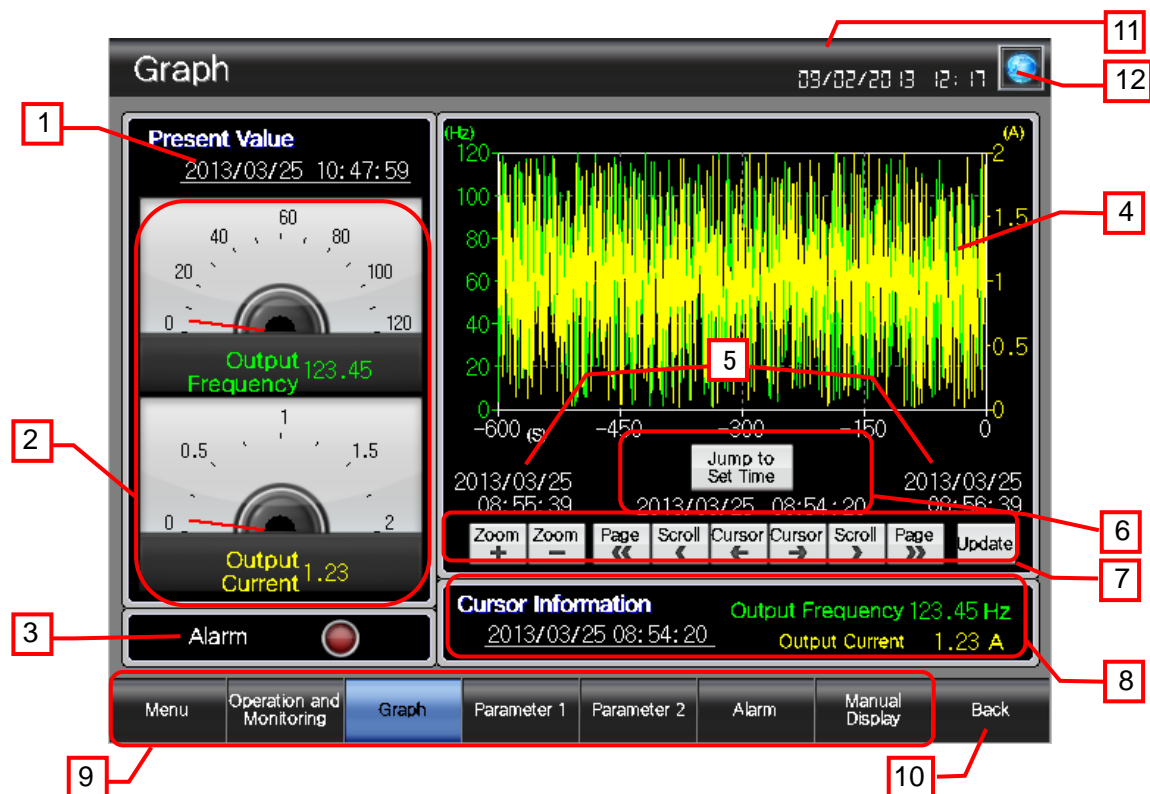 11
Graph
09/02/2013 12:17
12
1
Present Value
2013/03/25 10:47:59
(Hz)
(A)
120
100
80
60
40
20
0
2
1.5
1
0.5
0
4
0
20
40
60
80
100
120
Output
Frequency
123.45
5
-600
(S)
-450
-300
-150
0
2
0
0.5
1
1.5
2
Output
Current
1.23
Jump to
Set Time
2013/03/25
08:55:39
2013/03/25 08:54:20
2013/03/25
08:56:39
6
Zoom
+
Zoom
−
Page
«
Scroll
‹
Cursor
←
Cursor
→
Scroll
›
Page
»
Update
7
3
Alarm
Cursor Information
2013/03/25 08:54:20
Output Frequency 123.45 Hz
Output Current 1.23 A
8
Menu
Operation and
Monitoring
Graph
Parameter 1
Parameter 2
Alarm
Manual
Display
Back
9
10